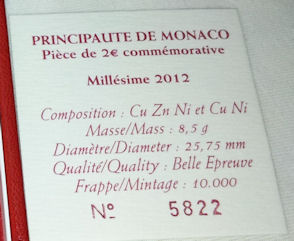 PRINCIPAUTE DE MONACO
Pièce de 2€ commémorative
Millésime 2012
Composition : Cu Zn Ni et Cu Ni
Masse/Mass : 8,5 g
Diamètre/Diameter : 25,75 mm
Qualité/Quality : Belle Epreuve
Frappe/Mintage : 10.000
Nº 5822